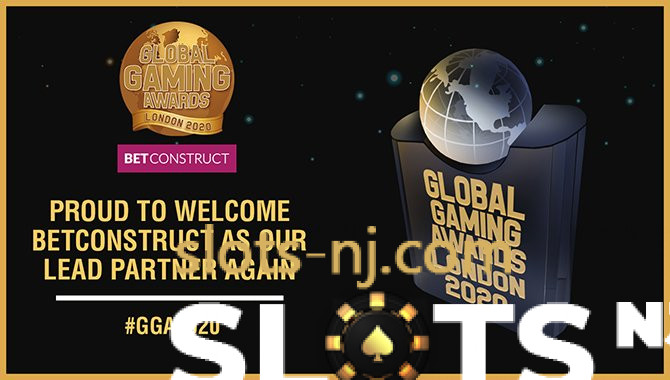 GLOBAL
GAMING
AWARDS
LONDON 2020
BETCONSTRUCT
PROUD TO WELCOME
BETCONSTRUCT AS OUR
LEAD PARTNER AGAIN
GLOBAL
GAMING
AWARDS
LONDON
2020
slots-nj.com
SLOTS